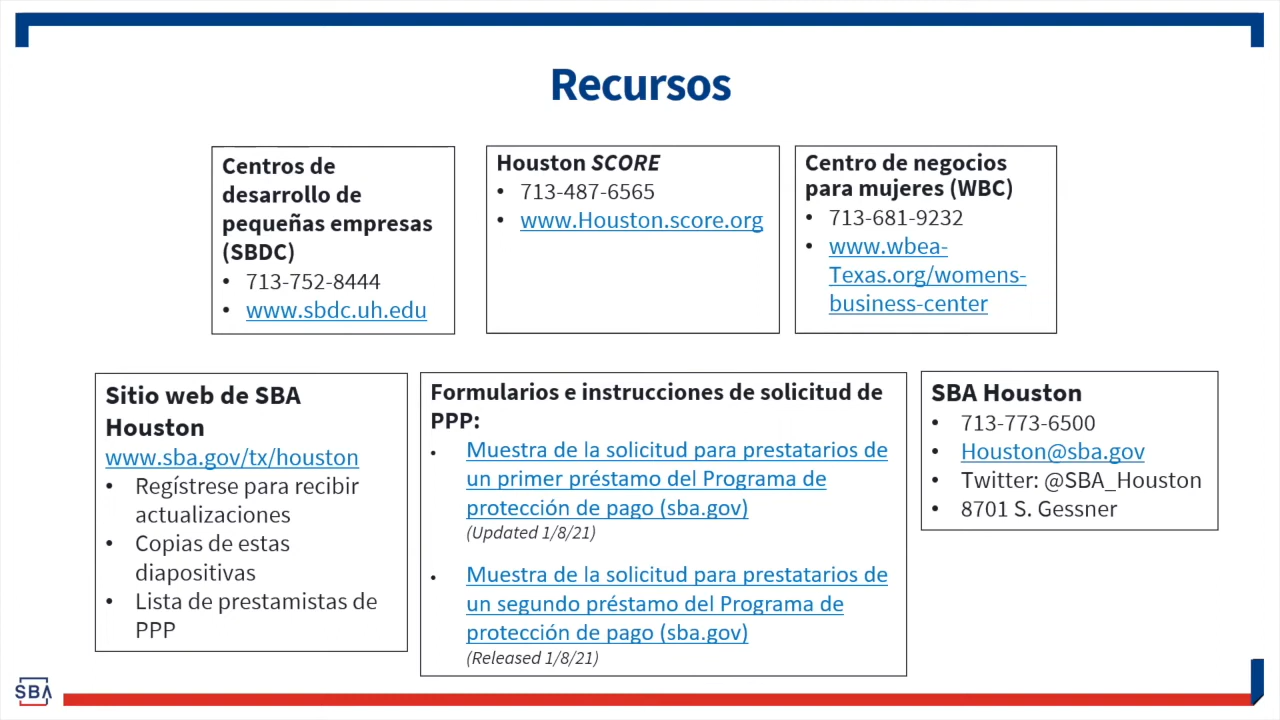 Recursos
Centros de
desarrollo de
pequeñas empresas
(SBDC)
• 713-752-8444
• www.sbdc.uh.edu
Houston SCORE
• 713-487-6565
• www.Houston.score.org
Centro de negocios
para mujeres (WBC)
• 713-681-9232
• www.wbea-
Texas.org/womens-
business-center
Sitio web de SBA
Houston
www.sba.gov/tx/houston
• Regístrese para recibir
actualizaciones
• Copias de estas
diapositivas
• Lista de prestamistas de
PPP
Formularios e instrucciones de solicitud de
PPP:
• Muestra de la solicitud para prestatarios de
un primer préstamo del Programa de
protección de pago (sba.gov)
(Updated 1/8/21)
• Muestra de la solicitud para prestatarios de
un segundo préstamo del Programa de
protección de pago (sba.gov)
(Released 1/8/21)
SBA Houston
• 713-773-6500
• Houston@sba.gov
• Twitter: @SBA_Houston
• 8701 S. Gessner
SBA